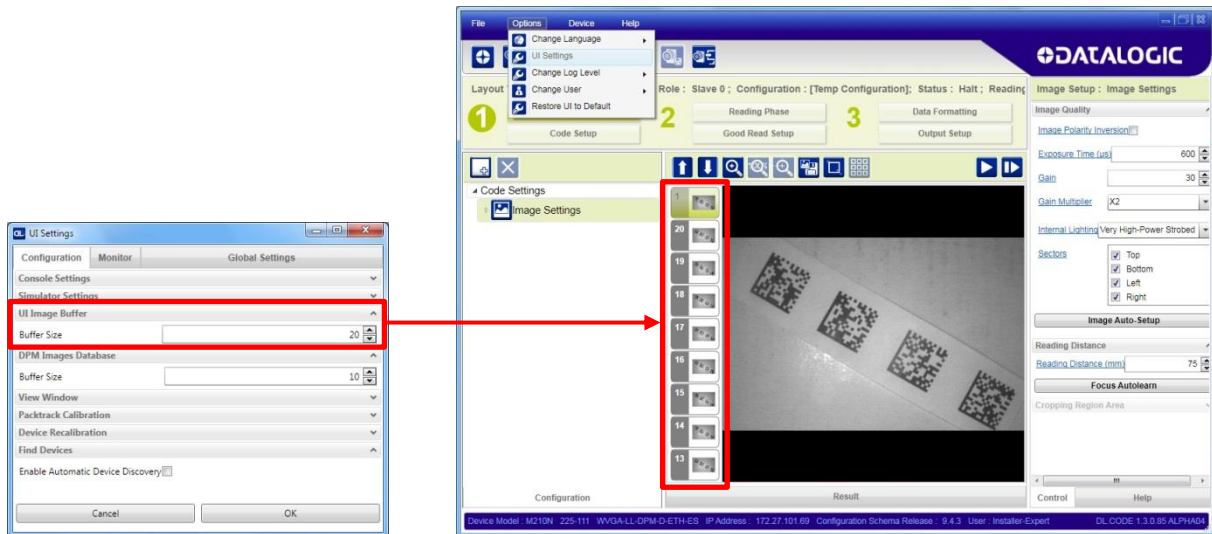 File Options Device Help
Change Language
UI Settings
Change Log Level
Change User
Restore UI to Default
DATALOGIC
Layout
Role : Slave 0 ; Configuration : [Temp Configuration]; Status : Halt ; Reading
1
Code Setup
2
Reading Phase
Good Read Setup
3
Data Formatting
Output Setup
Image Setup : Image Settings
Image Quality
Image Polarity Inversion
Exposure Time (us) 600
Gain 30
Gain Multiplier X2
Internal Lighting Very High-Power Strobed
Sectors
Top
Bottom
Left
Right
Image Auto-Setup
Reading Distance
Reading Distance (mm) 75
Focus Autolearn
Cropping Region Area
Control Help
Code Settings
Image Settings
1
20
19
18
17
16
15
14
13
Configuration
Result
Device Model : M210N 225-111 WVGA-LL-DPM-D-ETH-ES IP Address : 172.27.101.69 Configuration Schema Release : 9.4.3 User : Installer-Expert DL.CODE 1.3.0.85 ALPHA04
UI Settings
Configuration Monitor Global Settings
Console Settings
Simulator Settings
UI Image Buffer
Buffer Size 20
DPM Images Database
Buffer Size 10
View Window
Packtrack Calibration
Device Recalibration
Find Devices
Enable Automatic Device Discovery
Cancel OK